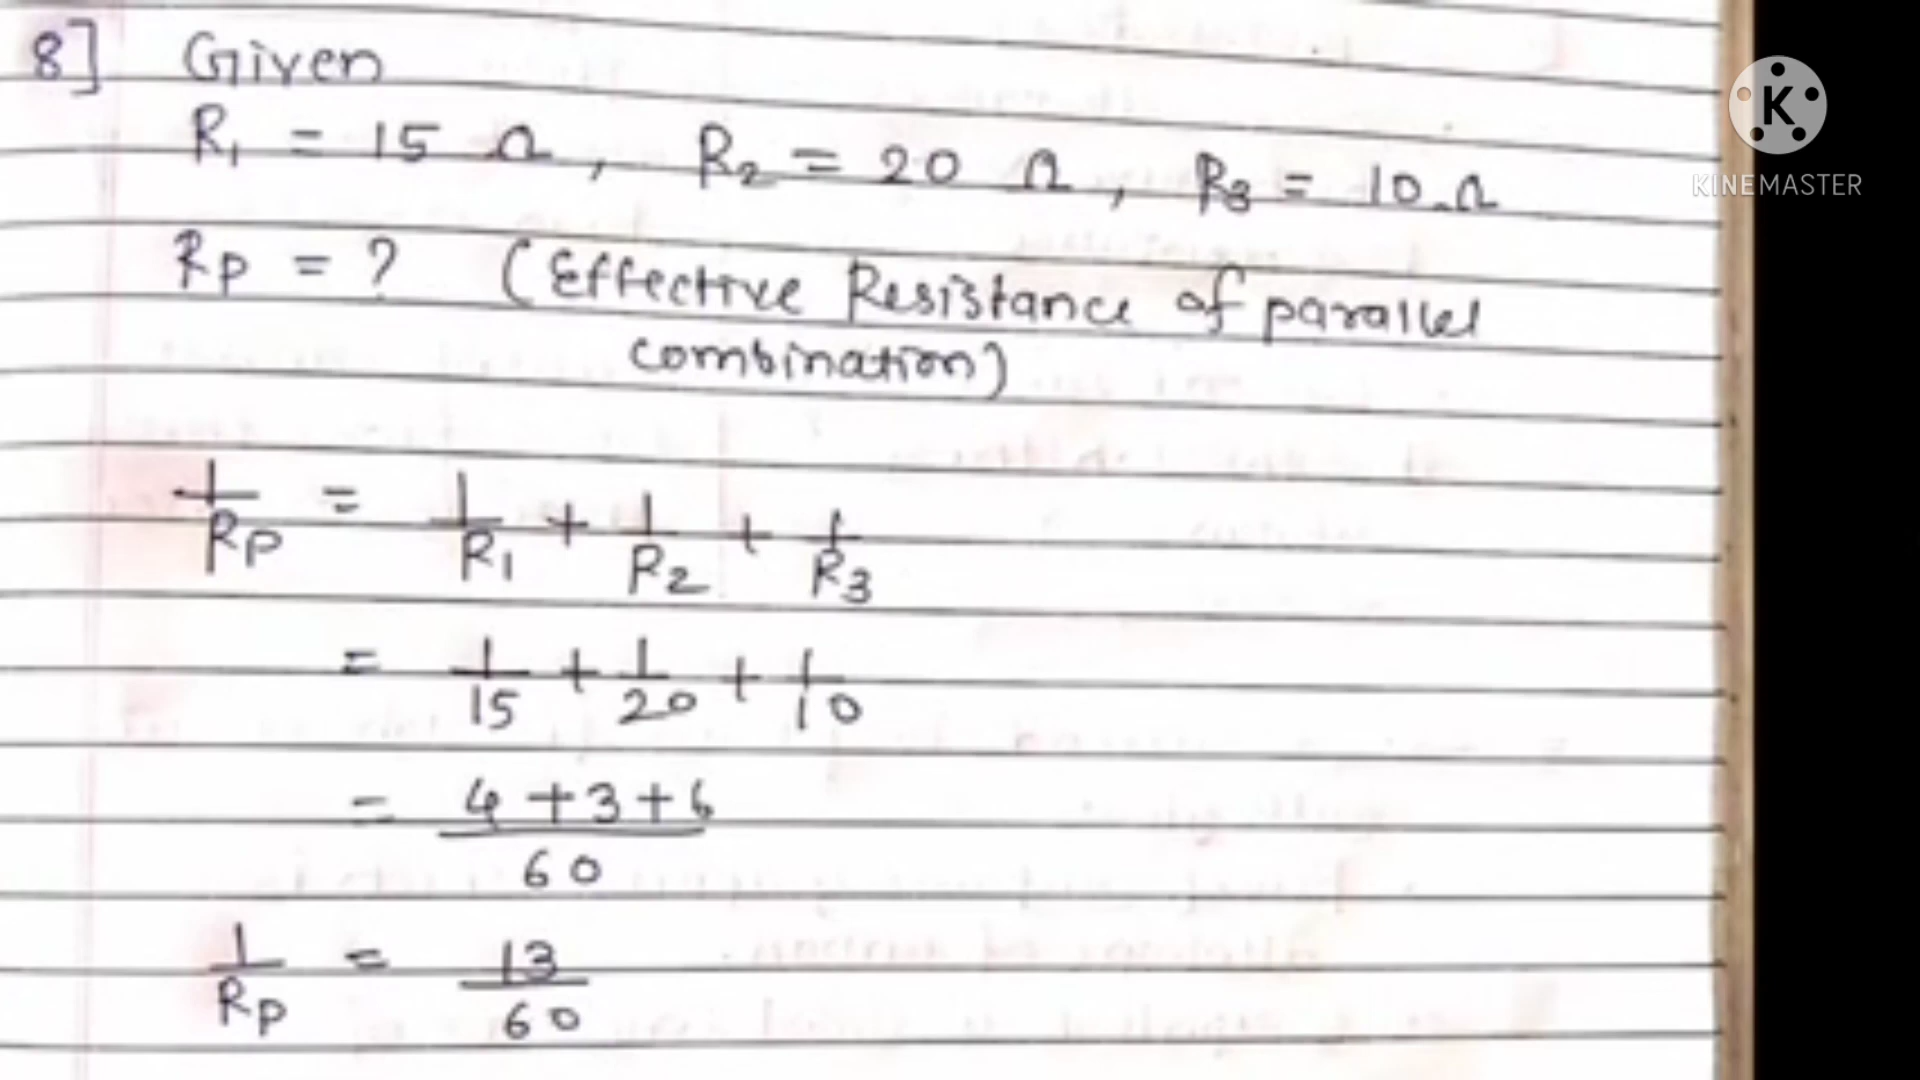 8] Given
R₁ = 15 Ω, R₂ = 20 Ω, R₃ = 10 Ω
Rp = ? (Effective Resistance of parallel
combination)
1/Rp = 1/R₁ + 1/R₂ + 1/R₃
= 1/15 + 1/20 + 1/10
= 4+3+6/60
1/Rp = 13/60
K
KINEMASTER